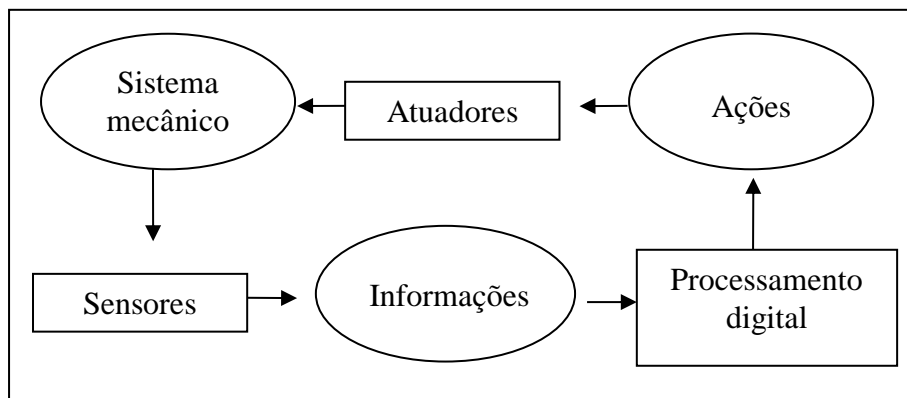 Sistema
mecânico
Atuadores
Ações
Sensores
Informações
Processamento
digital